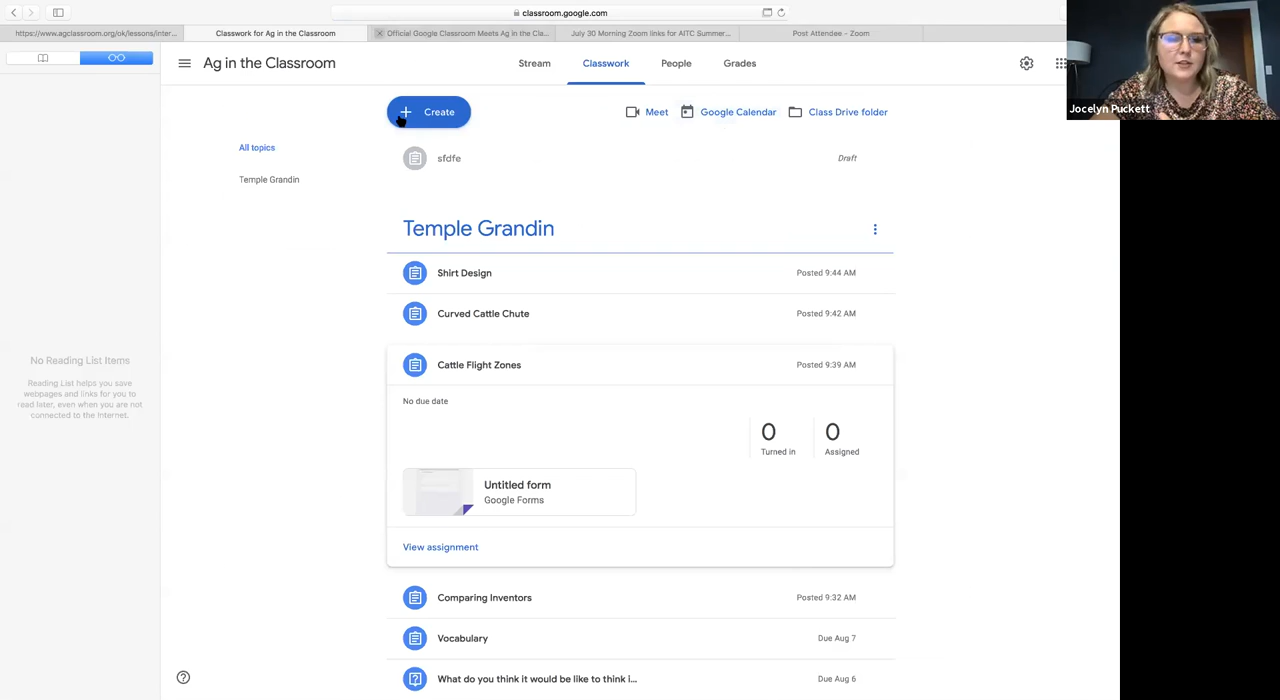 classroom.google.com
https://www.agclassroom.org/ok/lessons/inter...
Classwork for Ag in the Classroom
Official Google Classroom Meets Ag in the Cla...
July 30 Morning Zoom links for AITC Summer...
Post Attendee - Zoom
Ag in the Classroom
Stream
Classwork
People
Grades
Jocelyn Puckett
Create
Meet
Google Calendar
Class Drive folder
All topics
Temple Grandin
sfdfe
Draft
Temple Grandin
Shirt Design
Posted 9:44 AM
Curved Cattle Chute
Posted 9:42 AM
Cattle Flight Zones
Posted 9:39 AM
No due date
0
Turned in
0
Assigned
Untitled form
Google Forms
View assignment
Comparing Inventors
Posted 9:32 AM
Vocabulary
Due Aug 7
What do you think it would be like to think i...
Due Aug 6
No Reading List Items
Reading List helps you save
webpages and links for you to
read later, even when you are not
connected to the Internet.